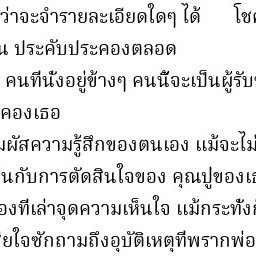 ว่าจะจำรายละเอียดใดๆ ได้ โช
น ประคับประคองตลอด
คนที่นั่งอยู่ข้างๆ คนนี้จะเป็นผู้รับ
คองเธอ
มผัสความรู้สึกของตนเอง แม้จะไม่
นกับการตัดสินใจของ คุณปู่ของเธ
องที่เล่าจุดความเห็นใจ แม้กระทั่ง
ยใจซักถามถึงอุบัติเหตุที่พรากพ่อ